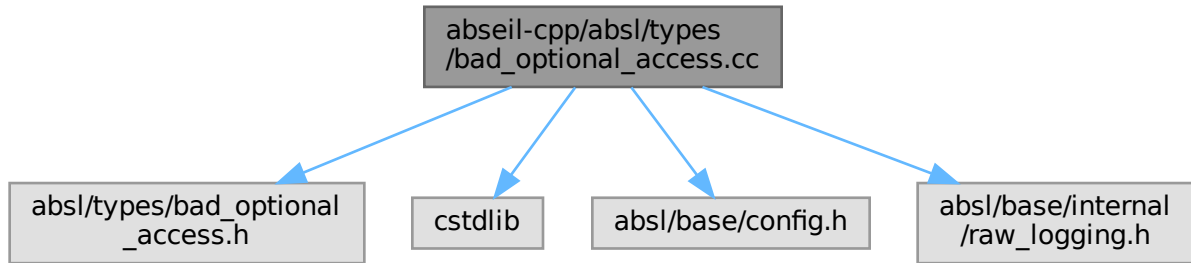 abseil-cpp/absl/types
/bad_optional_access.cc
absl/types/bad_optional
_access.h
cstdlib
absl/base/config.h
absl/base/internal
/raw_logging.h